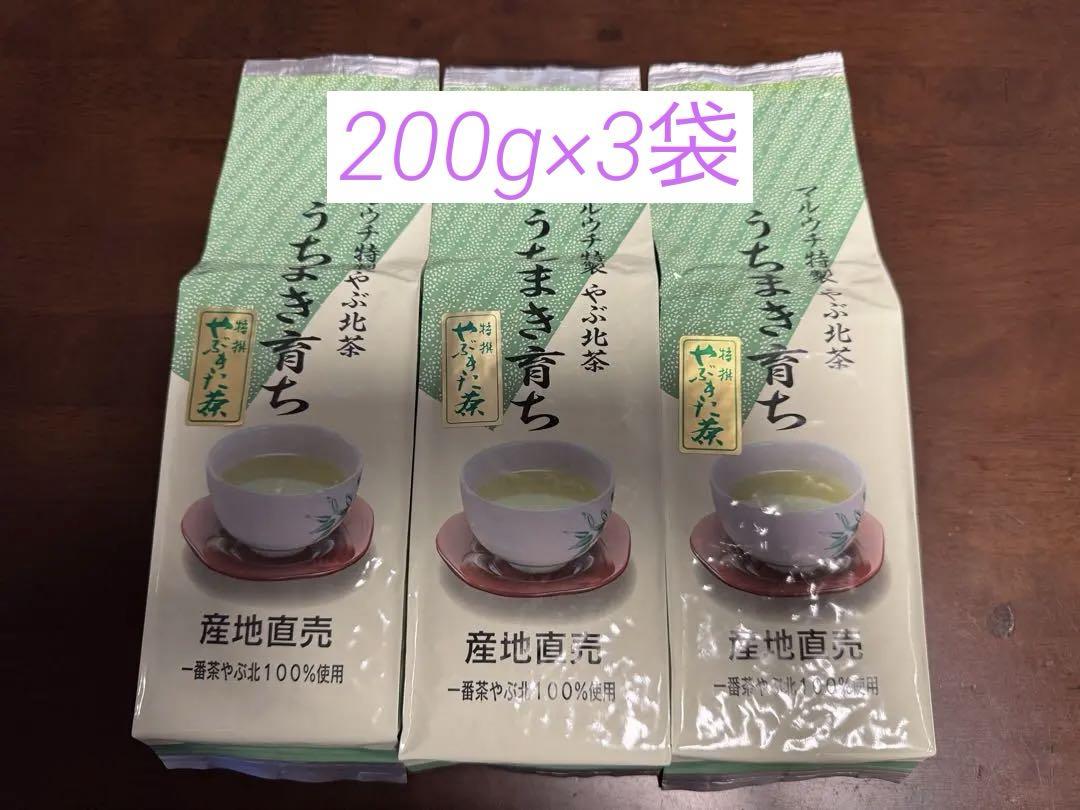 200g×3袋
ルウチ特製やぶ北茶
うちまき育ち
特撰
やぶきた茶
産地直売
一番茶やぶ北100%使用
ルウチ特製やぶ北茶
うちまき育ち
特撰
やぶきた茶
産地直売
一番茶やぶ北100%使用
マルウチ特製やぶ北茶
うちまき育ち
特撰
やぶきた茶
産地直売
一番茶やぶ北100%使用